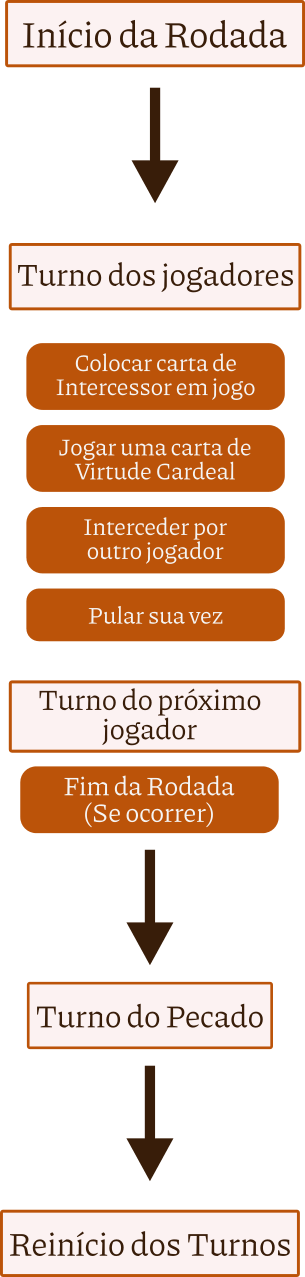 Início da Rodada
Turno dos jogadores
Colocar carta de
Intercessor em jogo
Jogar uma carta de
Virtude Cardeal
Interceder por
outro jogador
Pular sua vez
Turno do próximo
jogador
Fim da Rodada
(Se ocorrer)
Turno do Pecado
Reinício dos Turnos